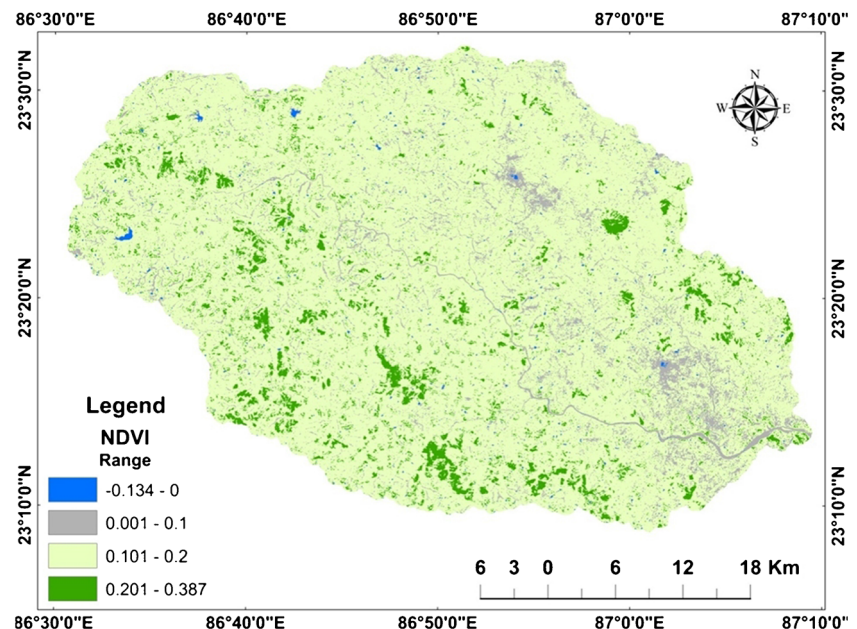 86°30'0"E 86°40'0"E 86°50'0"E 87°0'0"E 87°10'0"E
23°30'0"N
23°20'0"N
23°10'0"N
N
W E
S
23°30'0"N
23°20'0"N
23°10'0"N
Legend
NDVI
Range
-0.134 - 0
0.001 - 0.1
0.101 - 0.2
0.201 - 0.387
6 3 0 6 12 18 Km
86°30'0"E 86°40'0"E 86°50'0"E 87°0'0"E 87°10'0"E